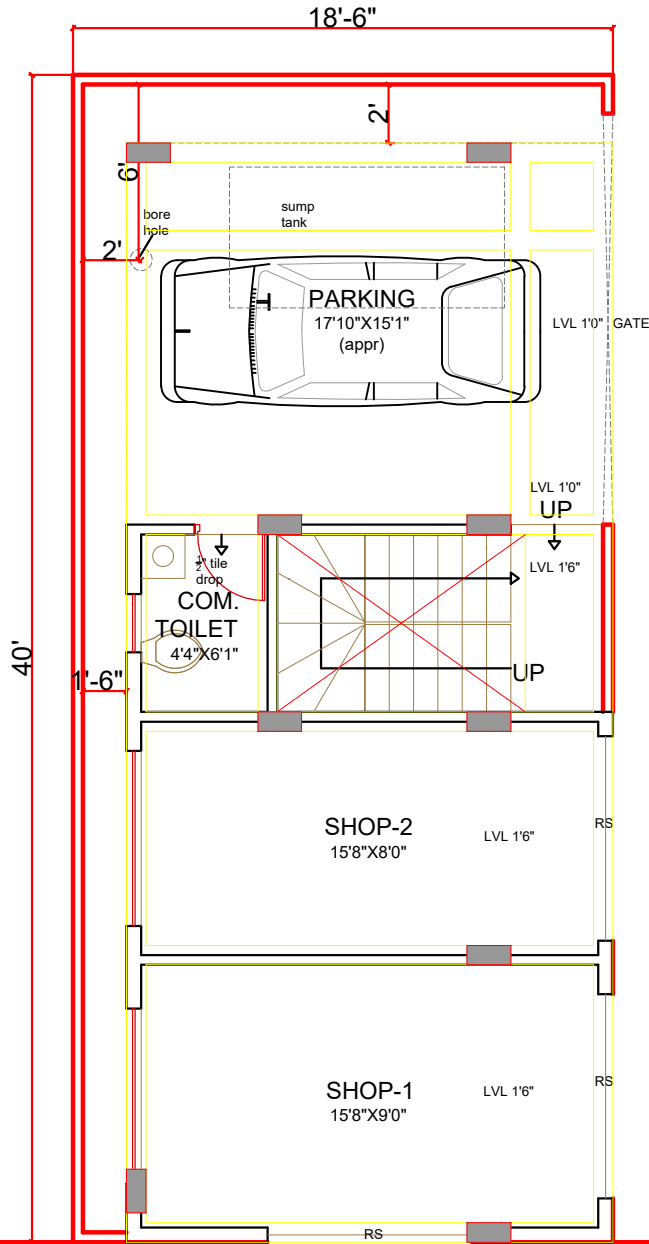 18'-6"
2'
6'
bore
hole
sump
tank
2'
PARKING
17'10"X15'1"
(appr)
LVL 1'0"
GATE
LVL 1'0"
UP
LVL 1'6"
1/2" tile
drop
COM.
TOILET
4'4"X6'1"
UP
40'
1'-6"
SHOP-2
15'8"X8'0"
LVL 1'6"
RS
SHOP-1
15'8"X9'0"
LVL 1'6"
RS
RS